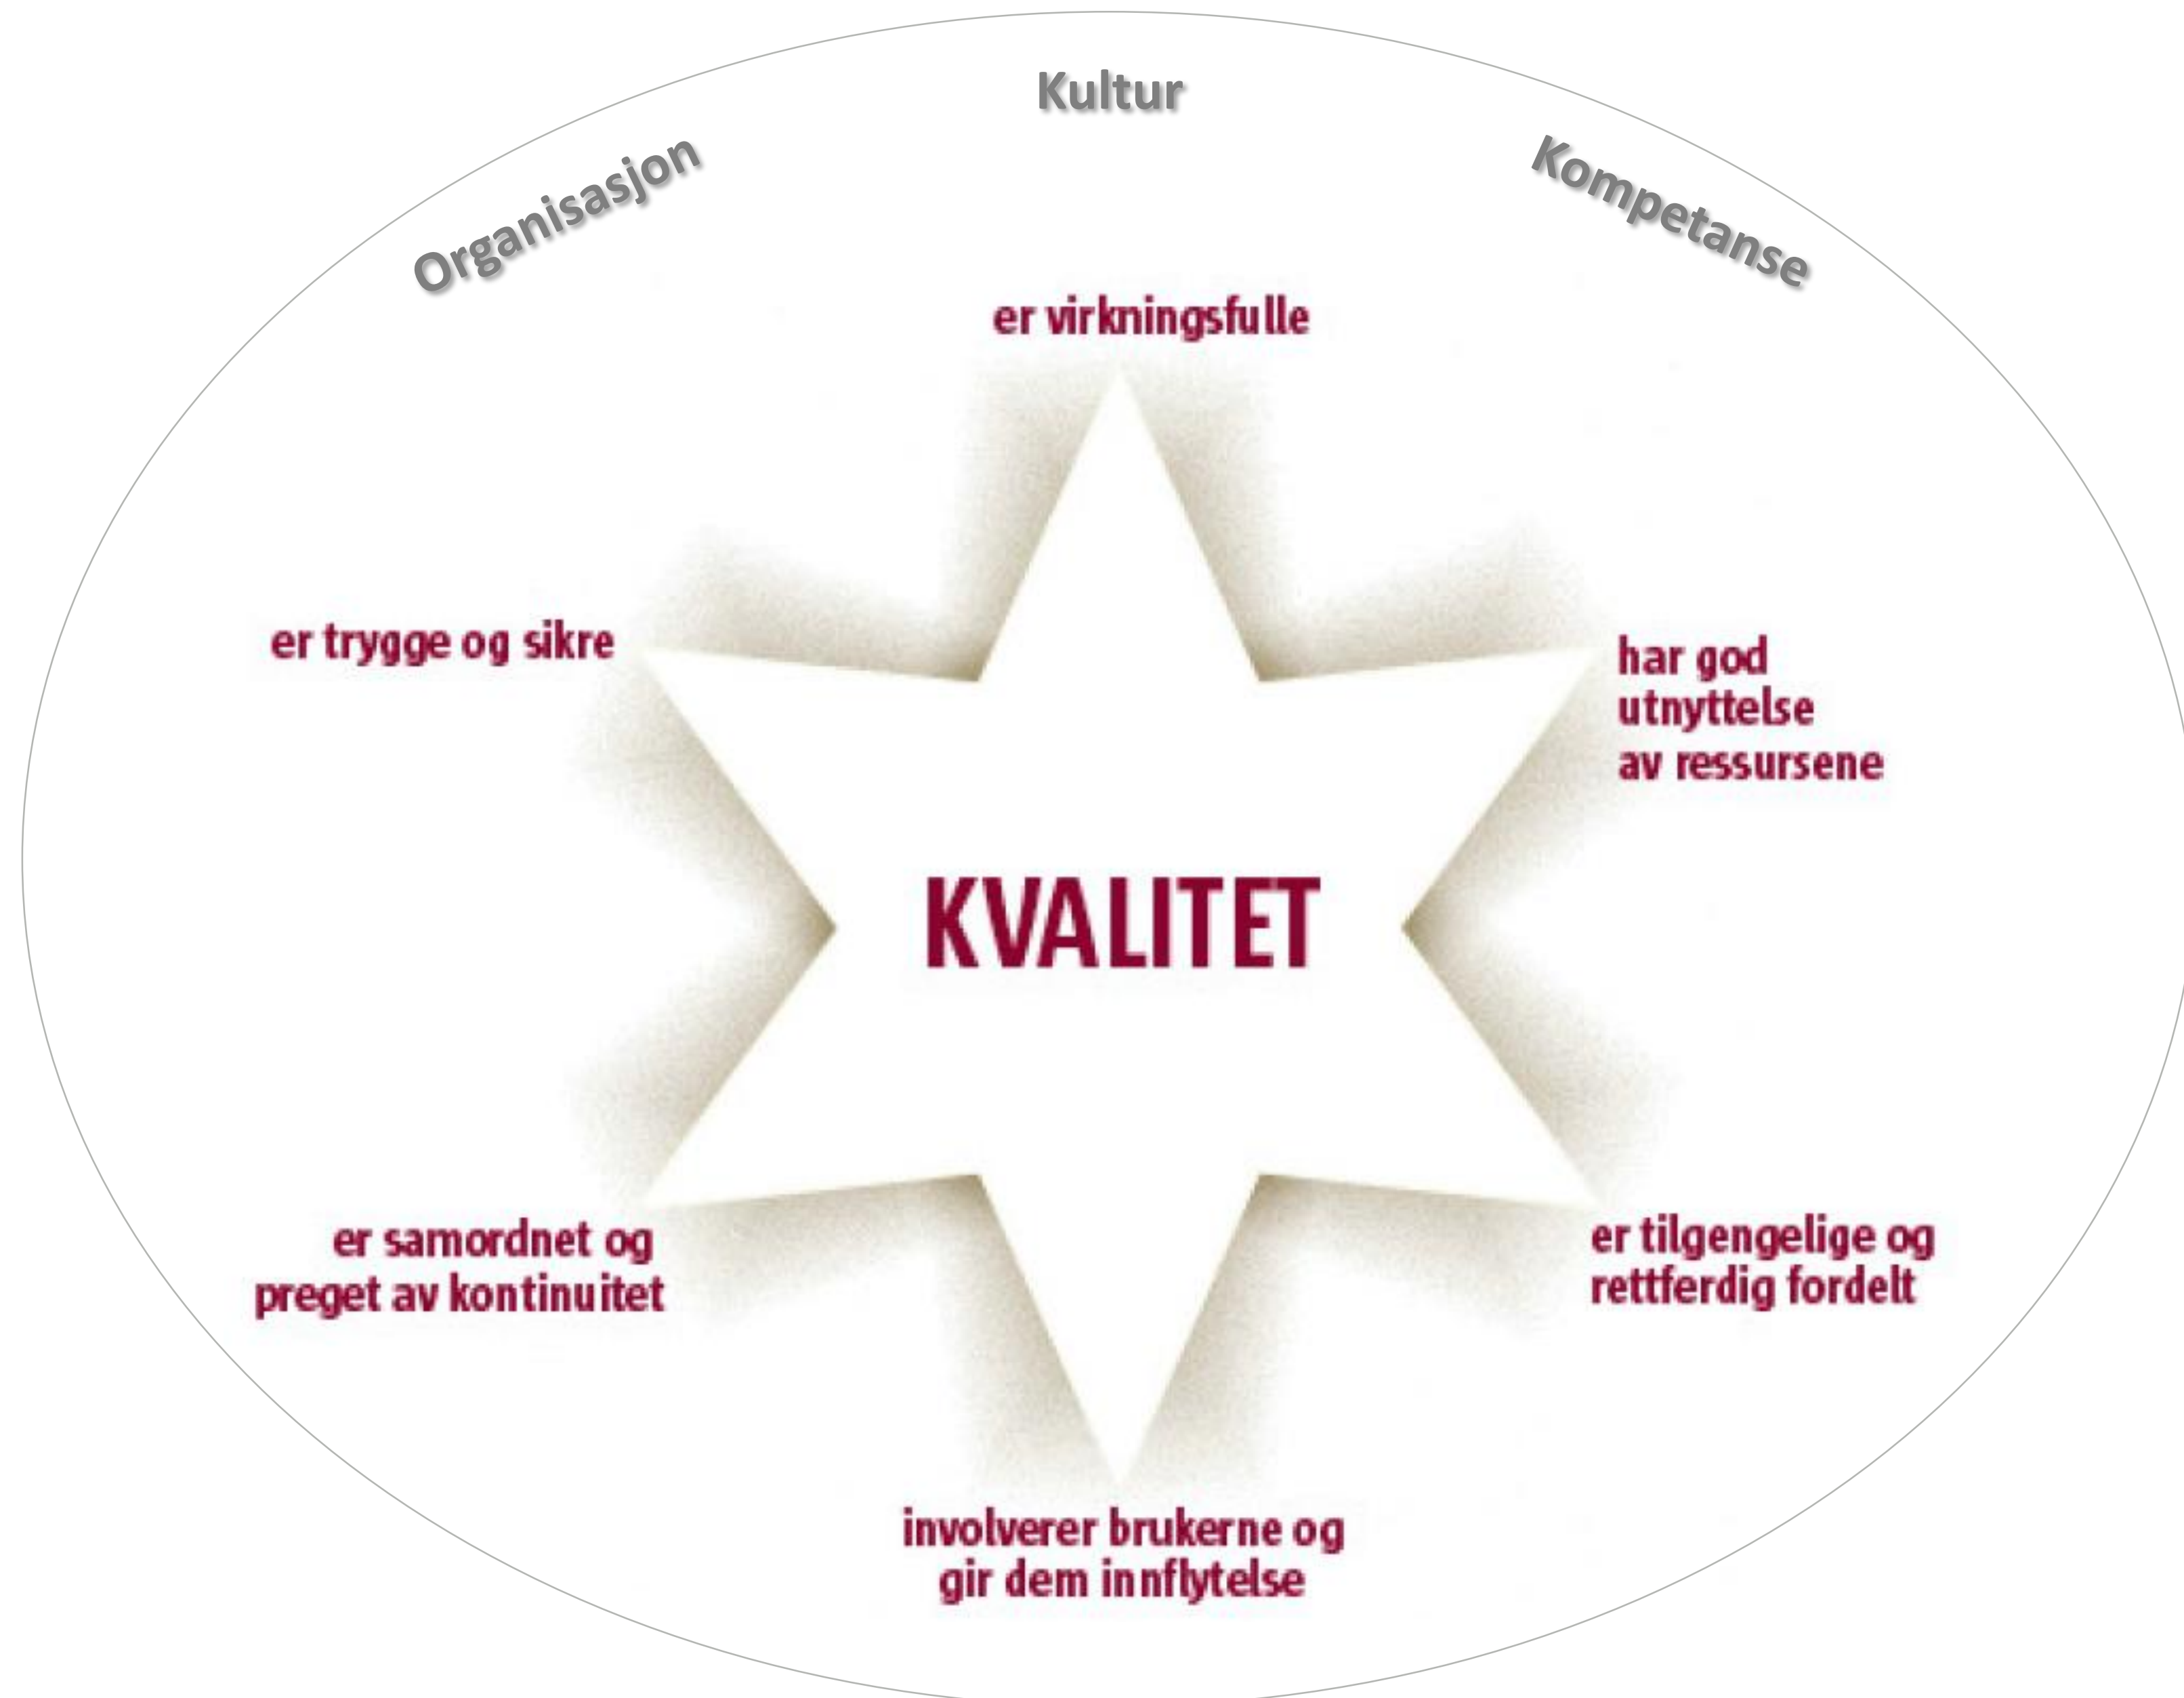 Kultur
Organisasjon
Kompetanse
er virkningsfulle
er trygge og sikre
har god
utnyttelse
av ressursene
KVALITET
er samordnet og
preget av kontinuitet
er tilgengelige og
rettferdig fordelt
involverer brukerne og
gir dem innflytelse